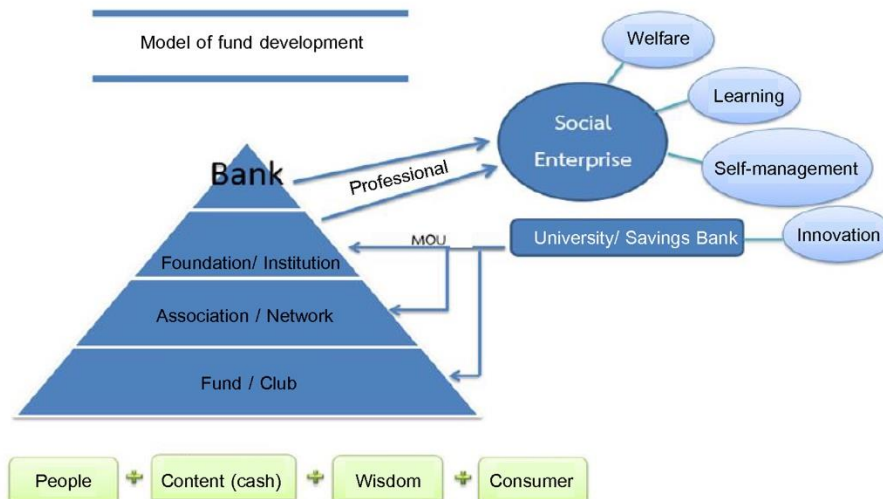 Model of fund development
Welfare
Learning
Social
Enterprise
Self-management
Bank
Professional
MOU
University/ Savings Bank
Innovation
Foundation/ Institution
Association / Network
Fund / Club
People + Content (cash) + Wisdom + Consumer